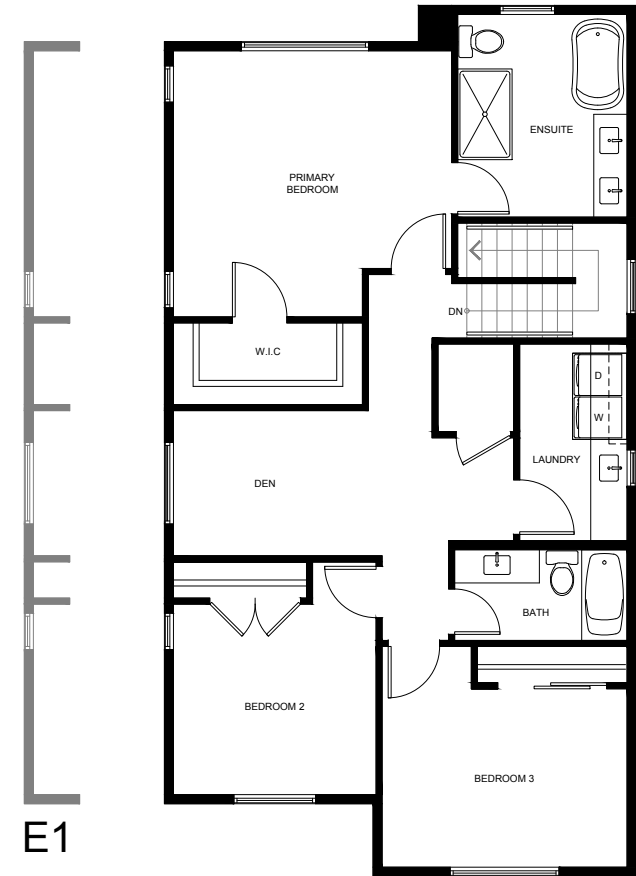 ENSUITE
PRIMARY
BEDROOM
DN
W.I.C
D
W
LAUNDRY
DEN
BATH
BEDROOM 2
BEDROOM 3
E1